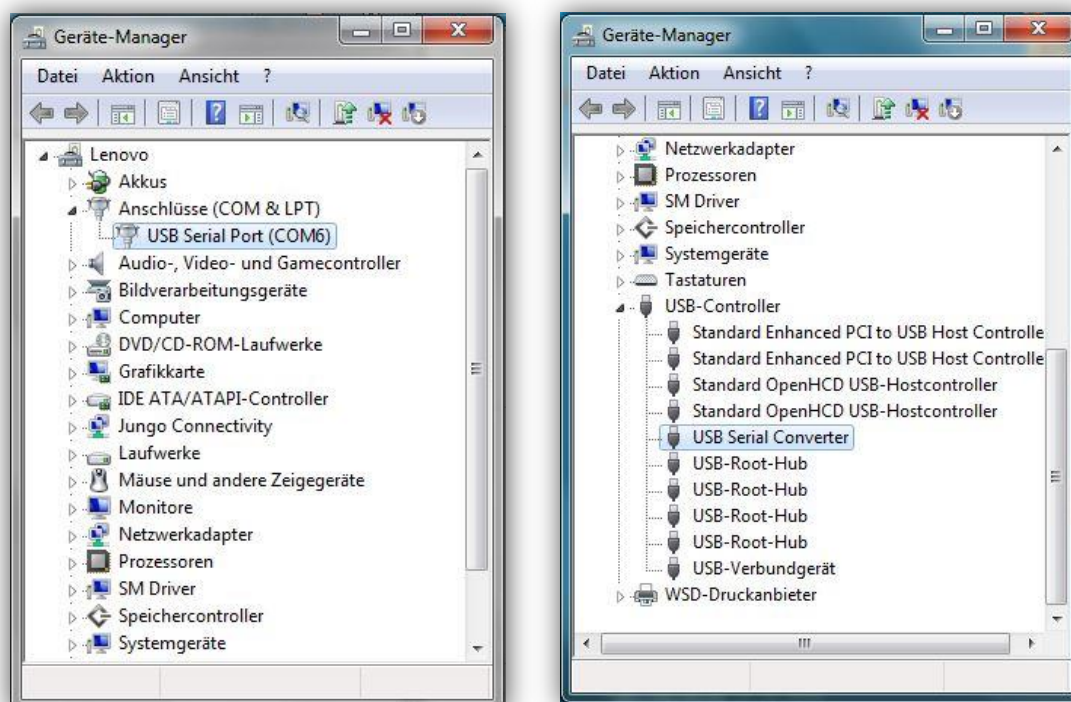 Geräte-Manager
Datei Aktion Ansicht ?
Lenovo
Akkus
Anschlüsse (COM & LPT)
USB Serial Port (COM6)
Audio-, Video- und Gamecontroller
Bildverarbeitungsgeräte
Computer
DVD/CD-ROM-Laufwerke
Grafikkarte
IDE ATA/ATAPI-Controller
Jungo Connectivity
Laufwerke
Mäuse und andere Zeigegeräte
Monitore
Netzwerkadapter
Prozessoren
SM Driver
Speichercontroller
Systemgeräte
Geräte-Manager
Datei Aktion Ansicht ?
Netzwerkadapter
Prozessoren
SM Driver
Speichercontroller
Systemgeräte
Tastaturen
USB-Controller
Standard Enhanced PCI to USB Host Controlle
Standard Enhanced PCI to USB Host Controlle
Standard OpenHCD USB-Hostcontroller
Standard OpenHCD USB-Hostcontroller
USB Serial Converter
USB-Root-Hub
USB-Root-Hub
USB-Root-Hub
USB-Root-Hub
USB-Verbundgerät
WSD-Druckanbieter